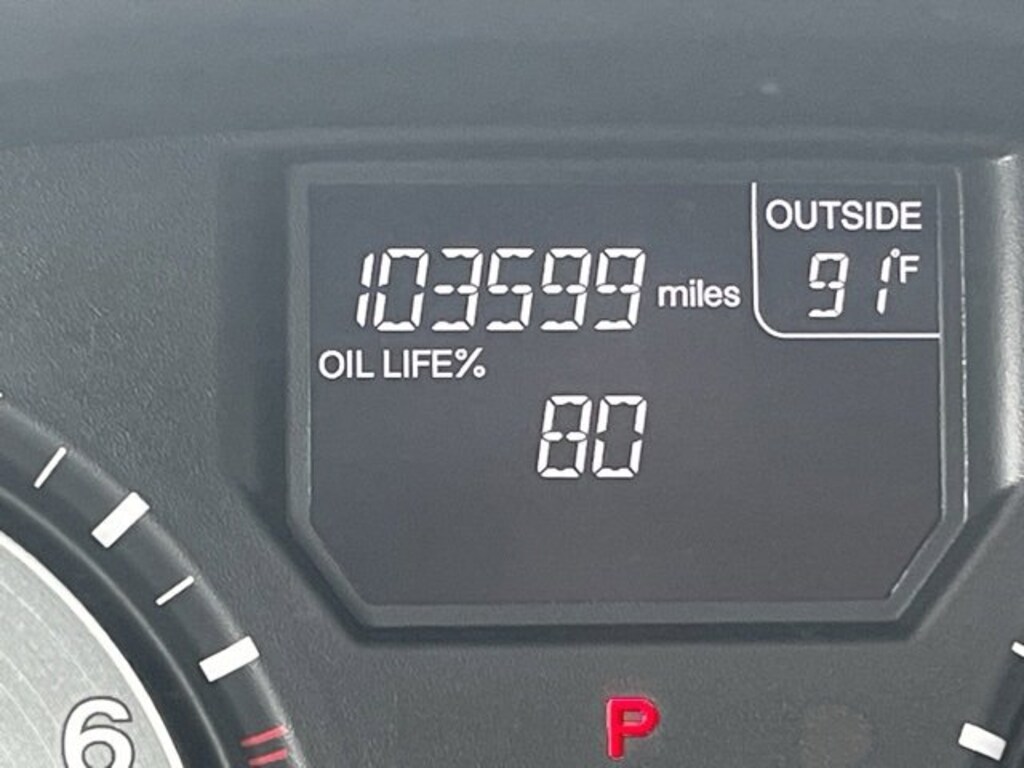 OUTSIDE
103599 miles 91°F
OIL LIFE%
80
6
P